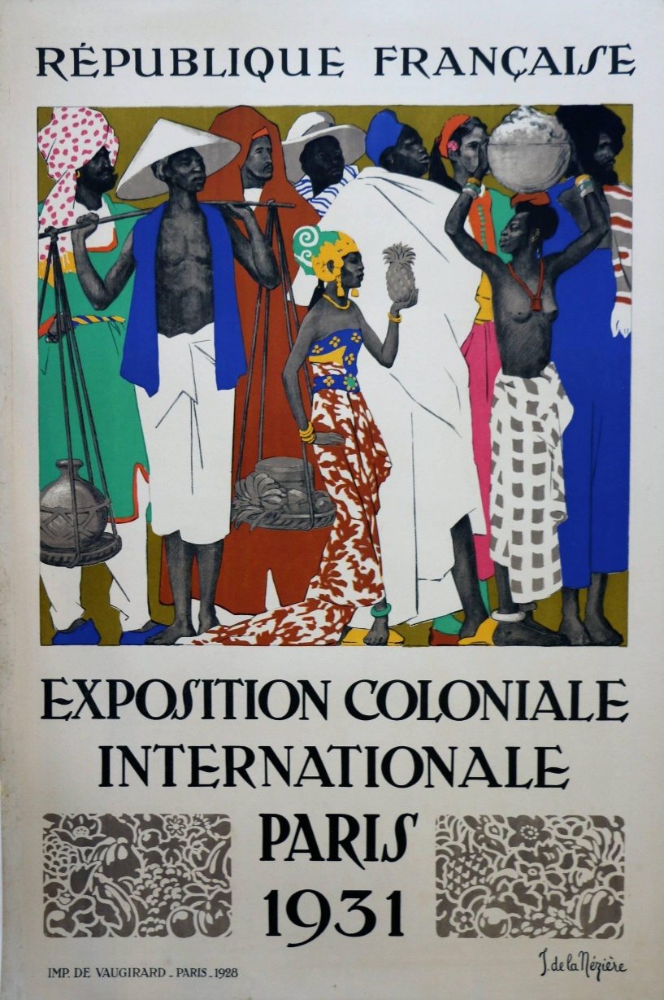 RÉPUBLIQUE FRANÇAISE
EXPOSITION COLONIALE
INTERNATIONALE
PARIS
1931
IMP. DE VAUGIRARD - PARIS - 1928
J. de la Nézière